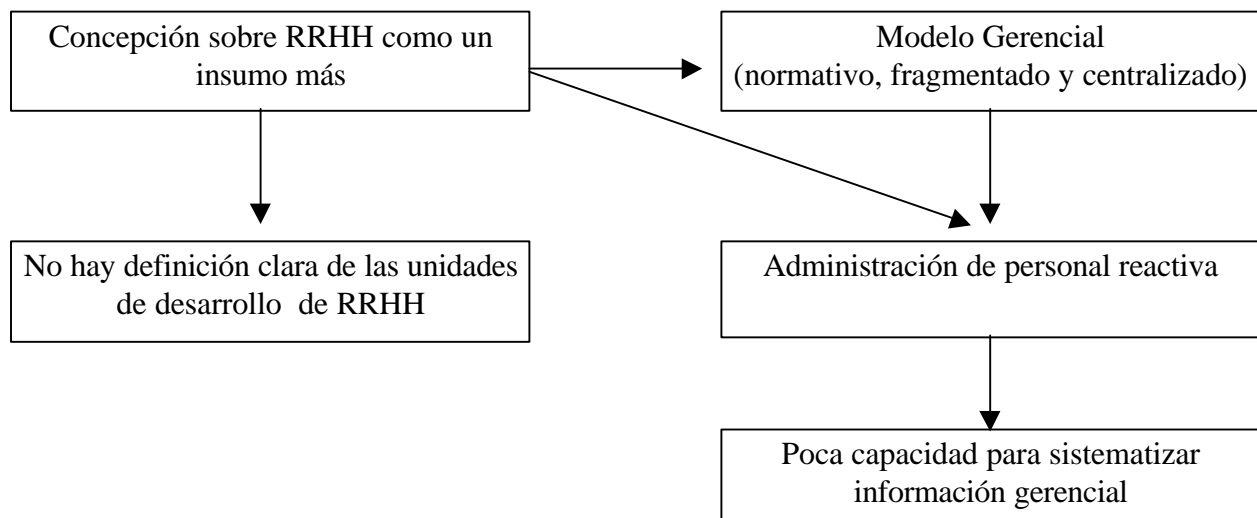 Concepción sobre RRHH como un
insumo más
Modelo Gerencial
(normativo, fragmentado y centralizado)
No hay definición clara de las unidades
de desarrollo de RRHH
Administración de personal reactiva
Poca capacidad para sistematizar
información gerencial